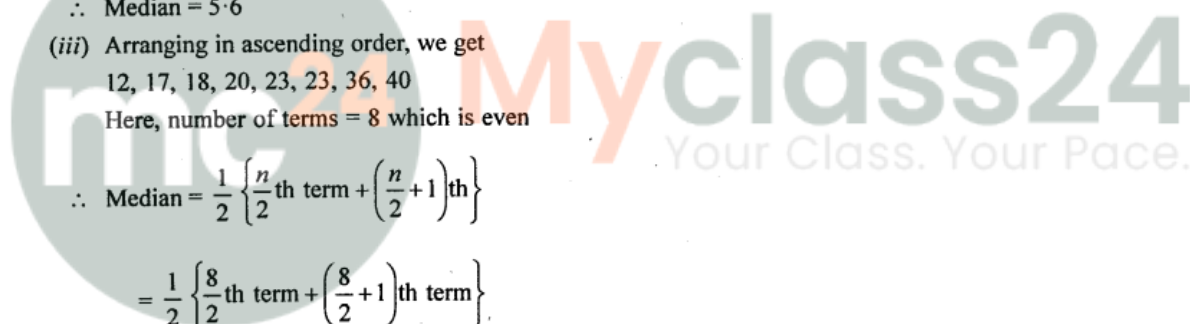 ∴ Median = 5·6
(iii) Arranging in ascending order, we get
12, 17, 18, 20, 23, 23, 36, 40
Here, number of terms = 8 which is even
∴ Median = 1/2 {n/2 th term + (n/2 + 1)th}
= 1/2 {8/2 th term + (8/2 + 1)th term}
mc24 Myclass24
Your Class. Your Pace.